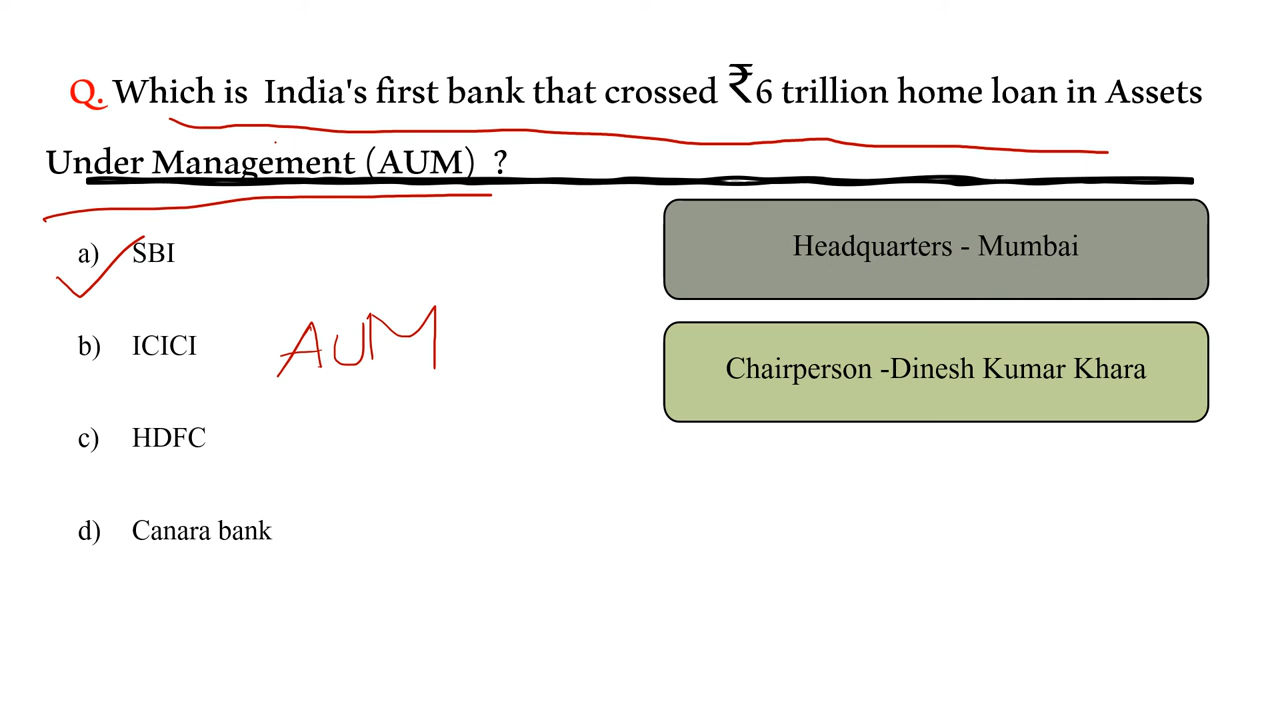 Q. Which is India's first bank that crossed ₹6 trillion home loan in Assets
Under Management (AUM) ?
a) SBI
b) ICICI
AUM
c) HDFC
d) Canara bank
Headquarters - Mumbai
Chairperson -Dinesh Kumar Khara